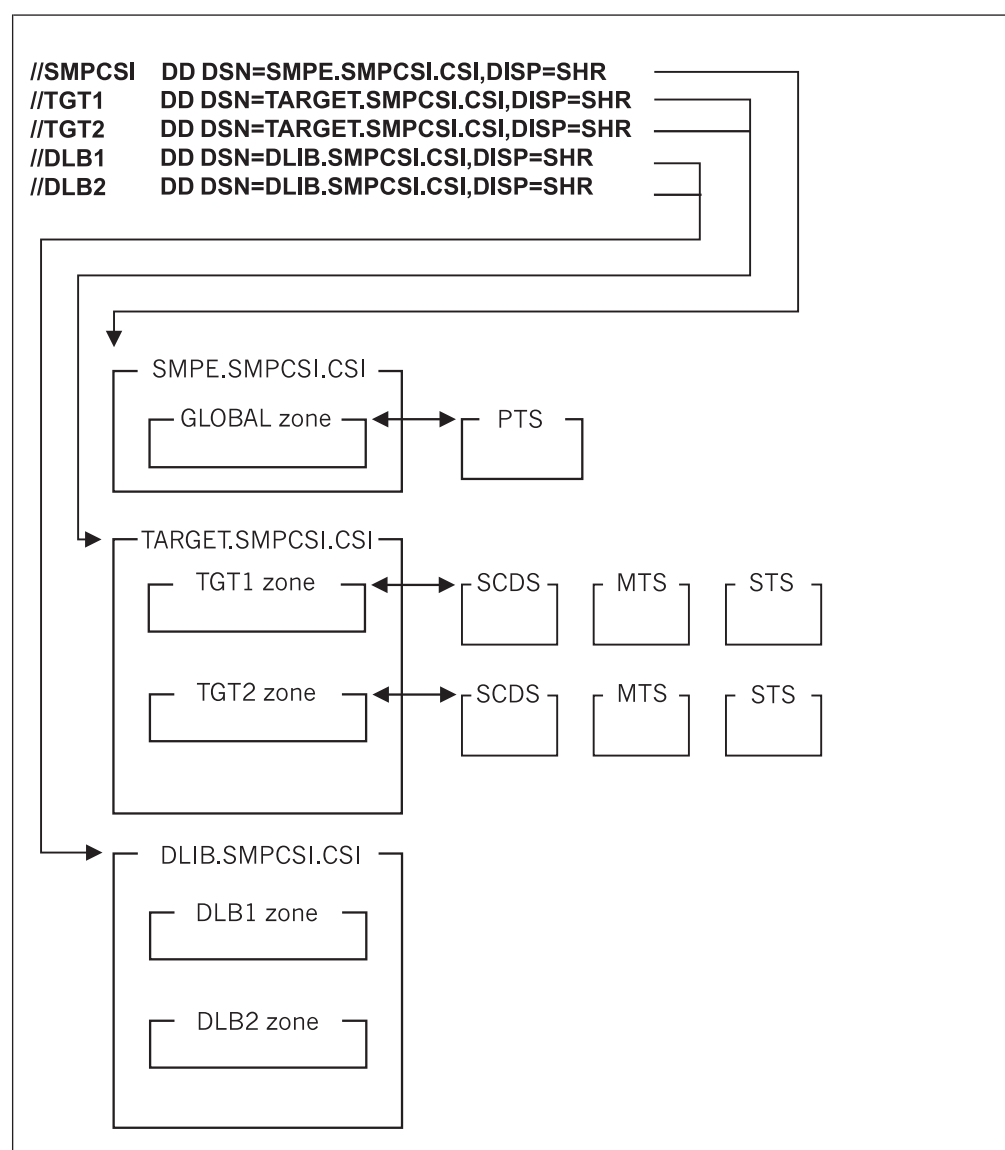 //SMPCSI DD DSN=SMPE.SMPCSI.CSI,DISP=SHR
//TGT1 DD DSN=TARGET.SMPCSI.CSI,DISP=SHR
//TGT2 DD DSN=TARGET.SMPCSI.CSI,DISP=SHR
//DLB1 DD DSN=DLIB.SMPCSI.CSI,DISP=SHR
//DLB2 DD DSN=DLIB.SMPCSI.CSI,DISP=SHR
SMPE.SMPCSI.CSI
GLOBAL zone PTS
TARGET.SMPCSI.CSI
TGT1 zone SCDS MTS STS
TGT2 zone SCDS MTS STS
DLIB.SMPCSI.CSI
DLB1 zone
DLB2 zone